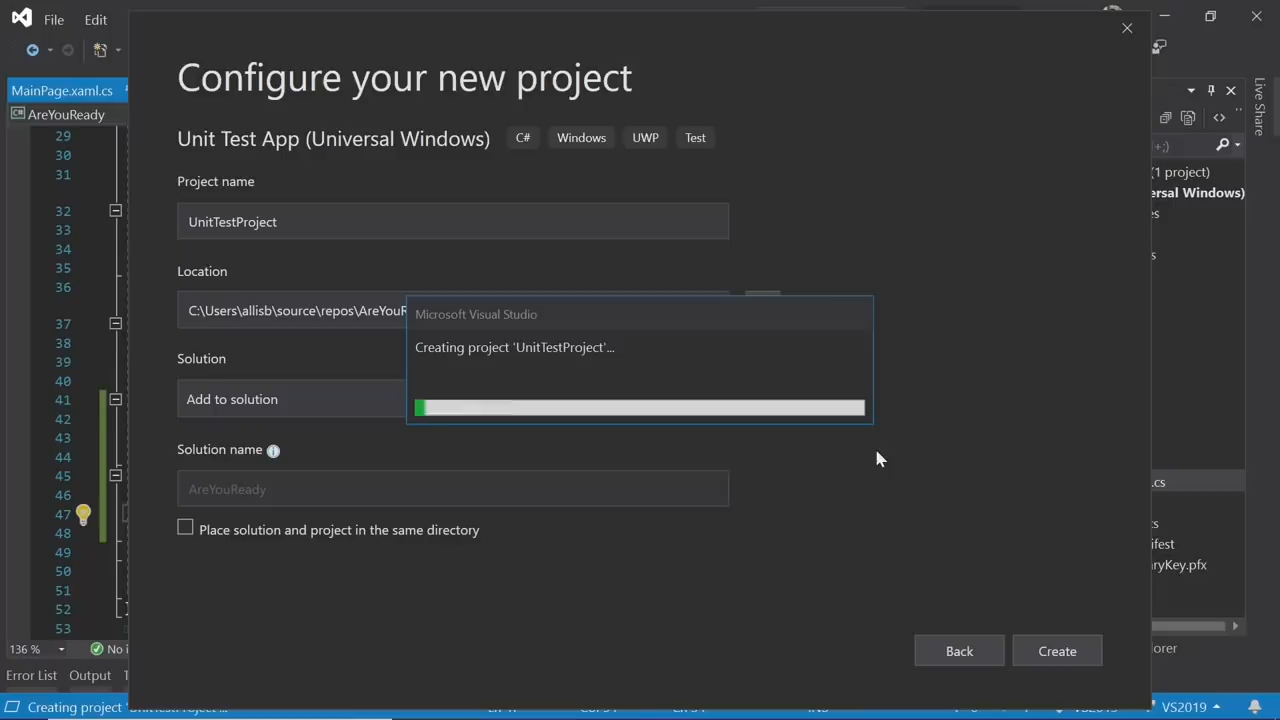 File Edit
MainPage.xaml.cs
AreYouReady
29
30
31
32
33
34
35
36
37
38
39
40
41
42
43
44
45
46
47
48
49
50
51
52
53
136 %
Error List Output
Creating project
Configure your new project
Unit Test App (Universal Windows) C# Windows UWP Test
Project name
UnitTestProject
Location
C:\Users\allisb\source\repos\AreYouR
Microsoft Visual Studio
Creating project 'UnitTestProject'...
Solution
Add to solution
Solution name
AreYouReady
Place solution and project in the same directory
Back Create
Live Share
+;)
(1 project)
ersal Windows)
es
s
.cs
cs
ifest
aryKey.pfx
orer
VS2019